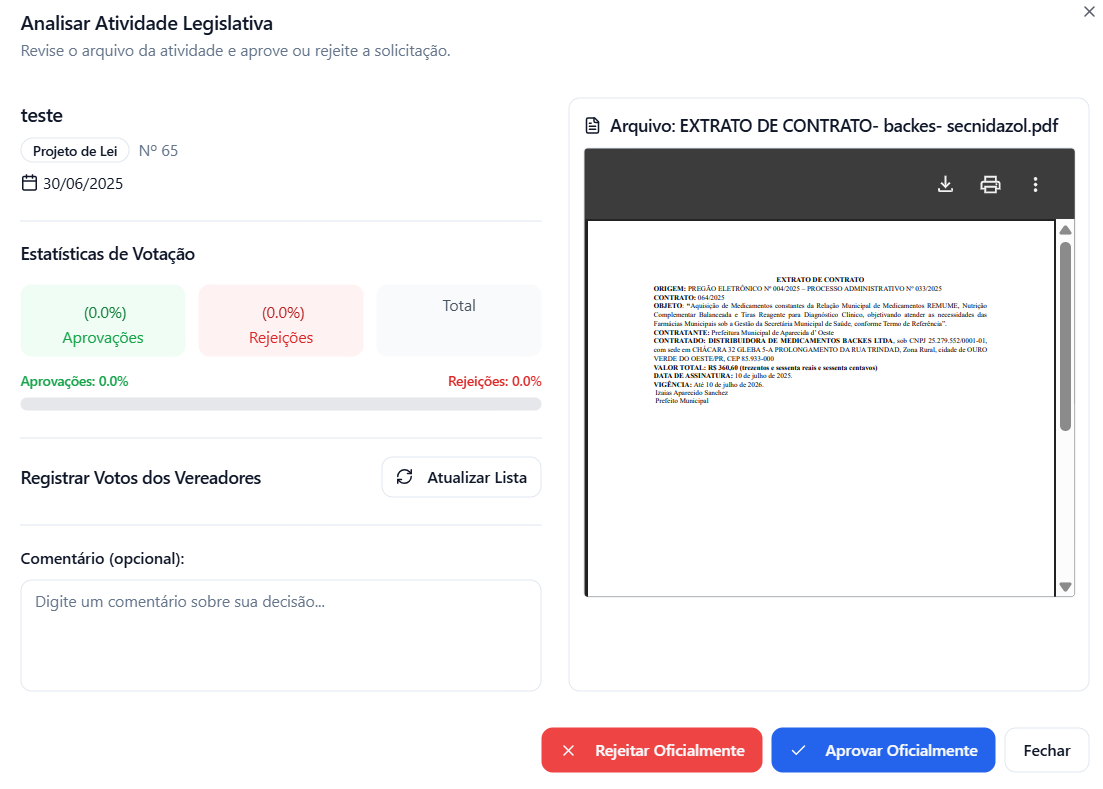 Analisar Atividade Legislativa
Revise o arquivo da atividade e aprove ou rejeite a solicitação.
teste
Projeto de Lei Nº 65
30/06/2025
Estatísticas de Votação
(0.0%)
Aprovações
(0.0%)
Rejeições
Total
Aprovações: 0.0%
Rejeições: 0.0%
Registrar Votos dos Vereadores
Atualizar Lista
Comentário (opcional):
Digite um comentário sobre sua decisão...
Arquivo: EXTRATO DE CONTRATO- backes- secnidazol.pdf
EXTRATO DE CONTRATO
ORIGEM: PREGÃO ELETRÔNICO Nº 004/2025 – PROCESSO ADMINISTRATIVO Nº 033/2025
CONTRATO: 064/2025
OBJETO: “Aquisição de Medicamentos constantes da Relação Municipal de Medicamentos REMUME, Nutrição
Complementar Balanceada e Tiras Reagente para Diagnóstico Clínico, objetivando atender as necessidades das
Farmácias Municipais sob a Gestão da Secretária Municipal de Saúde, conforme Termo de Referência”.
CONTRATANTE: Prefeitura Municipal de Aparecida d’ Oeste
CONTRATADO: DISTRIBUIDORA DE MEDICAMENTOS BACKES LTDA, sob CNPJ 25.279.552/0001-01,
com sede em CHÁCARA 32 GLEBA 5-A PROLONGAMENTO DA RUA TRINDAD, Zona Rural, cidade de OURO
VERDE DO OESTE/PR, CEP 85.933-000
VALOR TOTAL: R$ 360,60 (trezentos e sessenta reais e sessenta centavos)
DATA DE ASSINATURA: 10 de julho de 2025.
VIGÊNCIA: Até 10 de julho de 2026.
Izaias Aparecido Sanchez
Prefeito Municipal
Rejeitar Oficialmente
Aprovar Oficialmente
Fechar